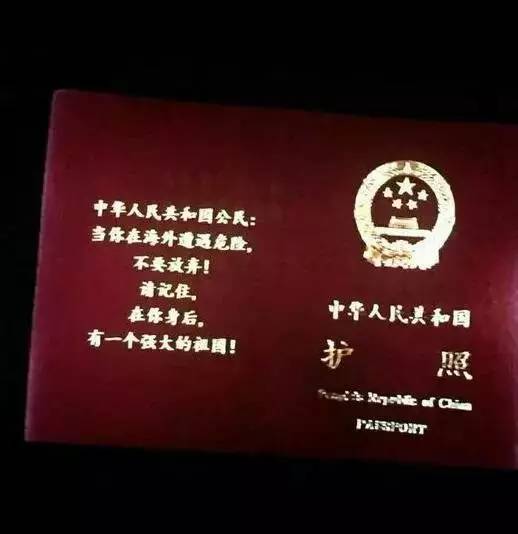 中华人民共和国公民:
当你在海外遭遇危险,
不要放弃!
请记住,
在你身后,
有一个强大的祖国!
中华人民共和国
护 照
People's Republic of China
PASSPORT